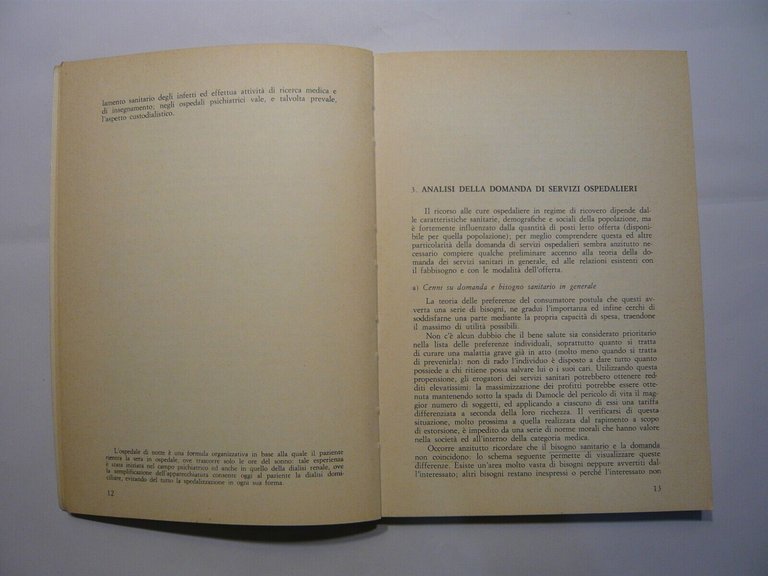 lamento sanitario degli infetti ed effettua attività di ricerca medica e
di insegnamento; negli ospedali psichiatrici vale, e talvolta prevale,
l'aspetto custodialistico.
L'ospedale di notte è una formula organizzativa in base alla quale il paziente
rientra la sera in ospedale, ove trascorre solo le ore del sonno: tale esperienza
è stata iniziata nel campo psichiatrico ed anche in quello della dialisi renale, ove
la semplificazione dell'apparecchiatura consente oggi al paziente la dialisi domi-
ciliare, evitando del tutto la spedalizzazione in ogni sua forma.
12
3. ANALISI DELLA DOMANDA DI SERVIZI OSPEDALIERI
Il ricorso alle cure ospedaliere in regime di ricovero dipende dal-
le caratteristiche sanitarie, demografiche e sociali della popolazione, ma
è fortemente influenzato dalla quantità di posti letto offerta (disponi-
bile per quella popolazione); per meglio comprendere questa ed altre
particolarità della domanda di servizi ospedalieri sembra anzitutto ne-
cessario compiere qualche preliminare accenno alla teoria della do-
manda dei servizi sanitari in generale, ed alle relazioni esistenti con
il fabbisogno e con le modalità dell'offerta.
a) Cenni su domanda e bisogno sanitario in generale
La teoria delle preferenze del consumatore postula che questi av-
verta una serie di bisogni, ne gradui l'importanza ed infine cerchi di
soddisfarne una parte mediante la propria capacità di spesa, traendone
il massimo di utilità possibili.
Non c'è alcun dubbio che il bene salute sia considerato prioritario
nella lista delle preferenze individuali, soprattutto quanto si tratta
di curare una malattia grave già in atto (molto meno quando si tratta
di prevenirla): non di rado l'individuo è disposto a dare tutto quanto
possiede a chi ritiene possa salvare lui o i suoi cari. Utilizzando questa
propensione, gli erogatori dei servizi sanitari potrebbero ottenere red-
diti elevatissimi: la massimizzazione dei profitti potrebbe essere otte-
nuta mantenendo sotto la spada di Damocle del pericolo di vita il mag-
gior numero di soggetti, ed applicando a ciascuno di essi una tariffa
differenziata a seconda della loro ricchezza. Il verificarsi di questa
situazione, molto prossima a quella realizzata dal rapimento a scopo
di estorsione, è impedito da una serie di norme morali che hanno valore
nella società ed all'interno della categoria medica.
Occorre anzitutto ricordare che il bisogno sanitario e la domanda
non coincidono: lo schema seguente permette di visualizzare queste
differenze. Esiste un'area molto vasta di bisogni neppure avvertiti dal-
l'interessato; altri bisogni restano inespressi o perché l'interessato non
13